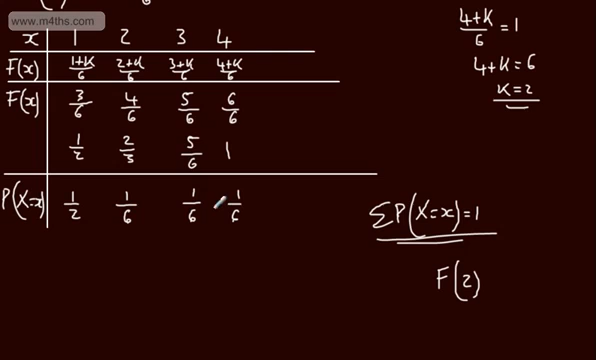 www.m4ths.com
6
x 1 2 3 4
F(x) 1+K/6 2+K/6 3+K/6 4+K/6
F(x) 3/6 4/6 5/6 6/6
1/2 2/3 5/6 1
P(X=x) 1/2 1/6 1/6 1/6
4+K/6 = 1
4+K=6
K=2
∑P(X=x)=1
F(2)